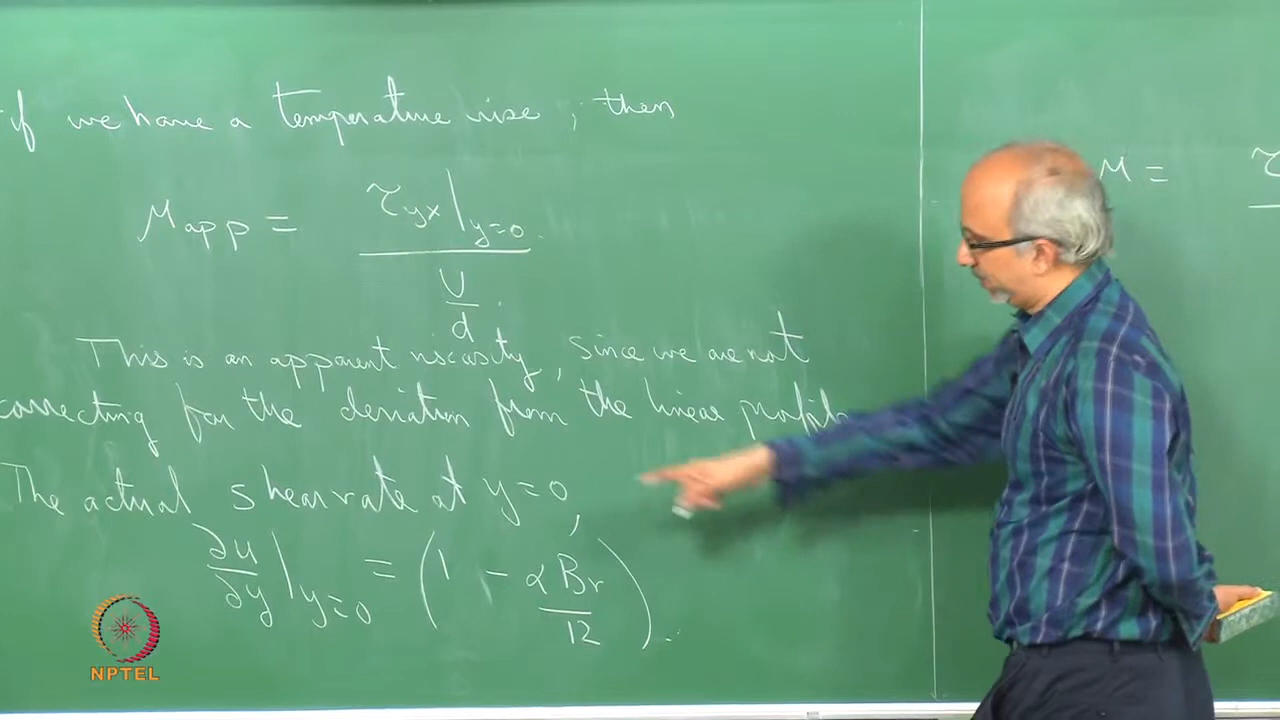 if we have a temperature rise, then
μapp = τyx|y=0 / (U/d)
This is an apparent viscosity, since we are not
correcting for the deviation from the linear profile
The actual shear rate at y=0,
∂u/∂y|y=0 = (1 - αBr/12)
μ = τ
NPTEL